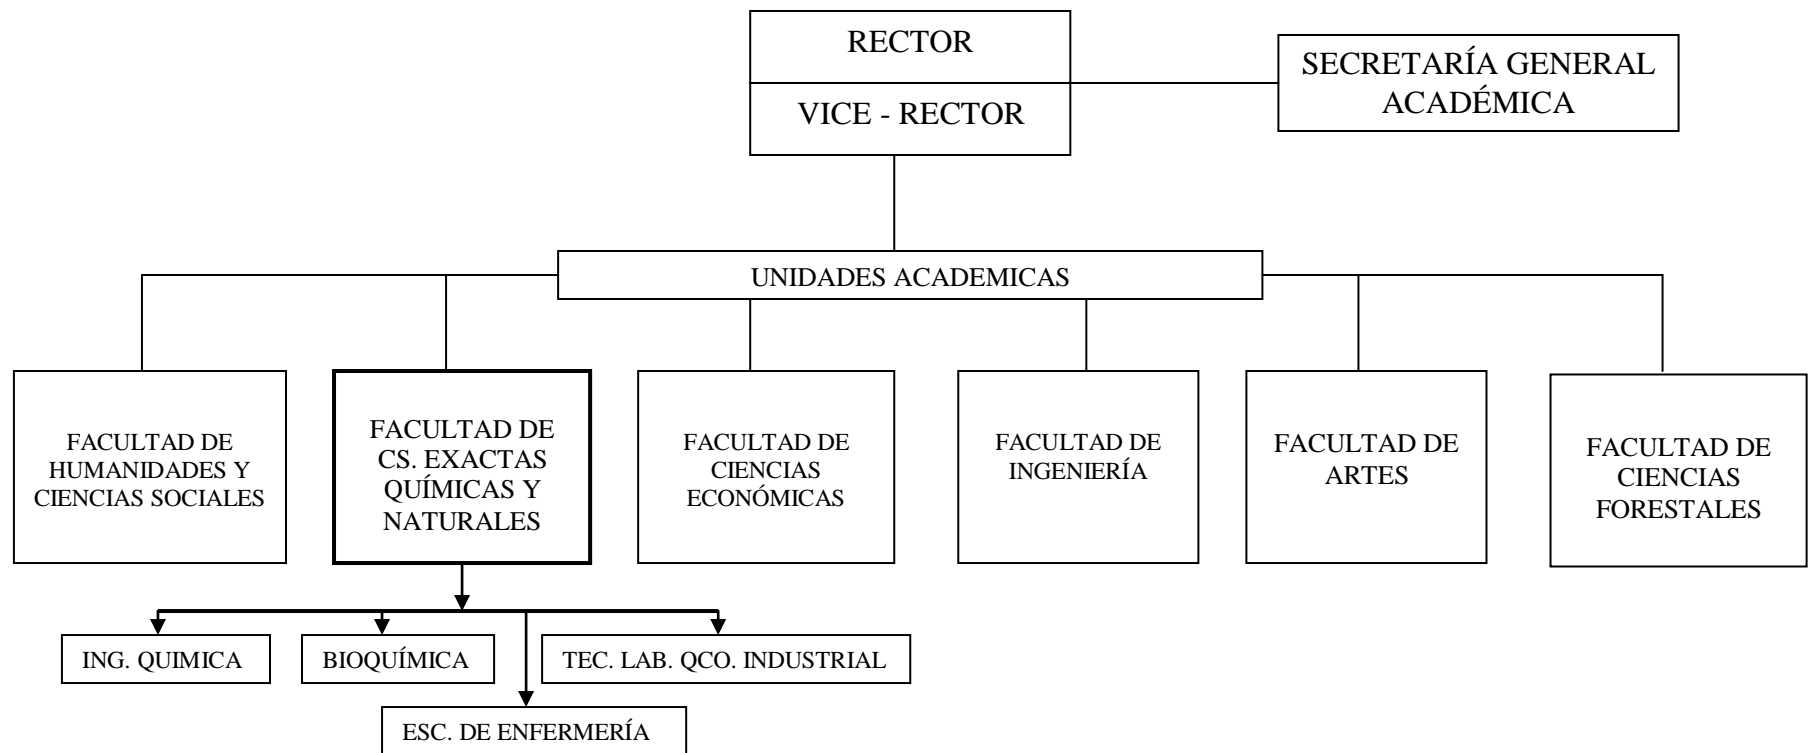 RECTOR
VICE - RECTOR
SECRETARÍA GENERAL
ACADÉMICA
UNIDADES ACADEMICAS
FACULTAD DE
HUMANIDADES Y
CIENCIAS SOCIALES
FACULTAD DE
CS. EXACTAS
QUÍMICAS Y
NATURALES
FACULTAD DE
CIENCIAS
ECONÓMICAS
FACULTAD DE
INGENIERÍA
FACULTAD DE
ARTES
FACULTAD DE
CIENCIAS
FORESTALES
ING. QUIMICA
BIOQUÍMICA
TEC. LAB. QCO. INDUSTRIAL
ESC. DE ENFERMERÍA